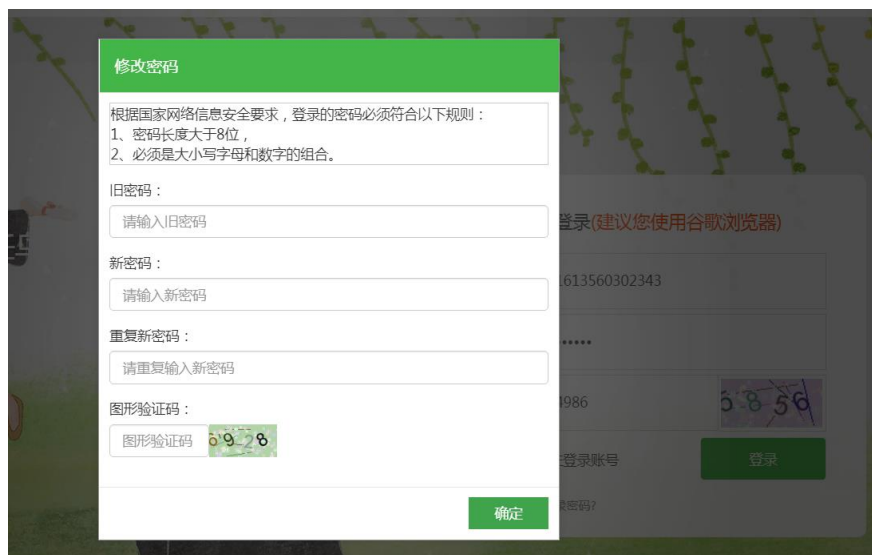 修改密码
根据国家网络信息安全要求，登录的密码必须符合以下规则：
1、密码长度大于8位，
2、必须是大小写字母和数字的组合。
旧密码：
请输入旧密码
新密码：
请输入新密码
重复新密码：
请重复输入新密码
图形验证码：
图形验证码 6928
确定
登录(建议您使用谷歌浏览器)
1613560302343
••••••
4986 6856
登录账号 登录
密码?